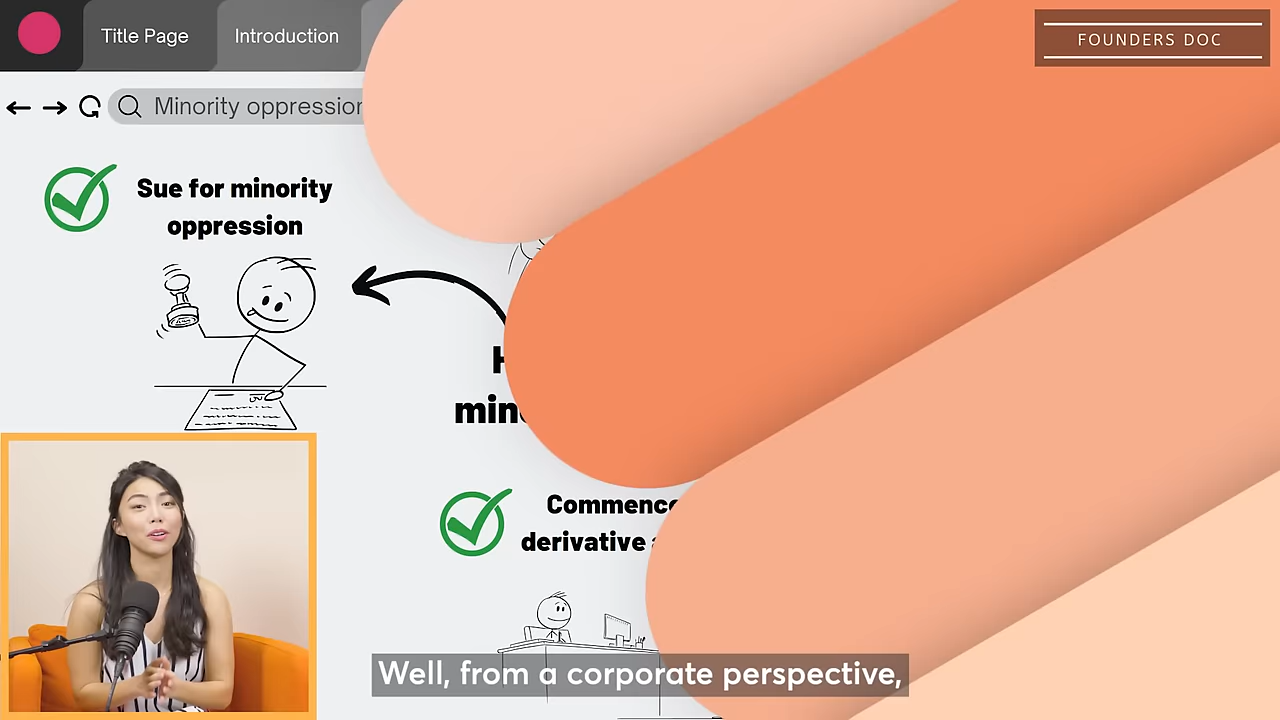 Title Page
Introduction
FOUNDERS DOC
Minority oppression
Sue for minority
oppression
Commence
derivative
Well, from a corporate perspective,